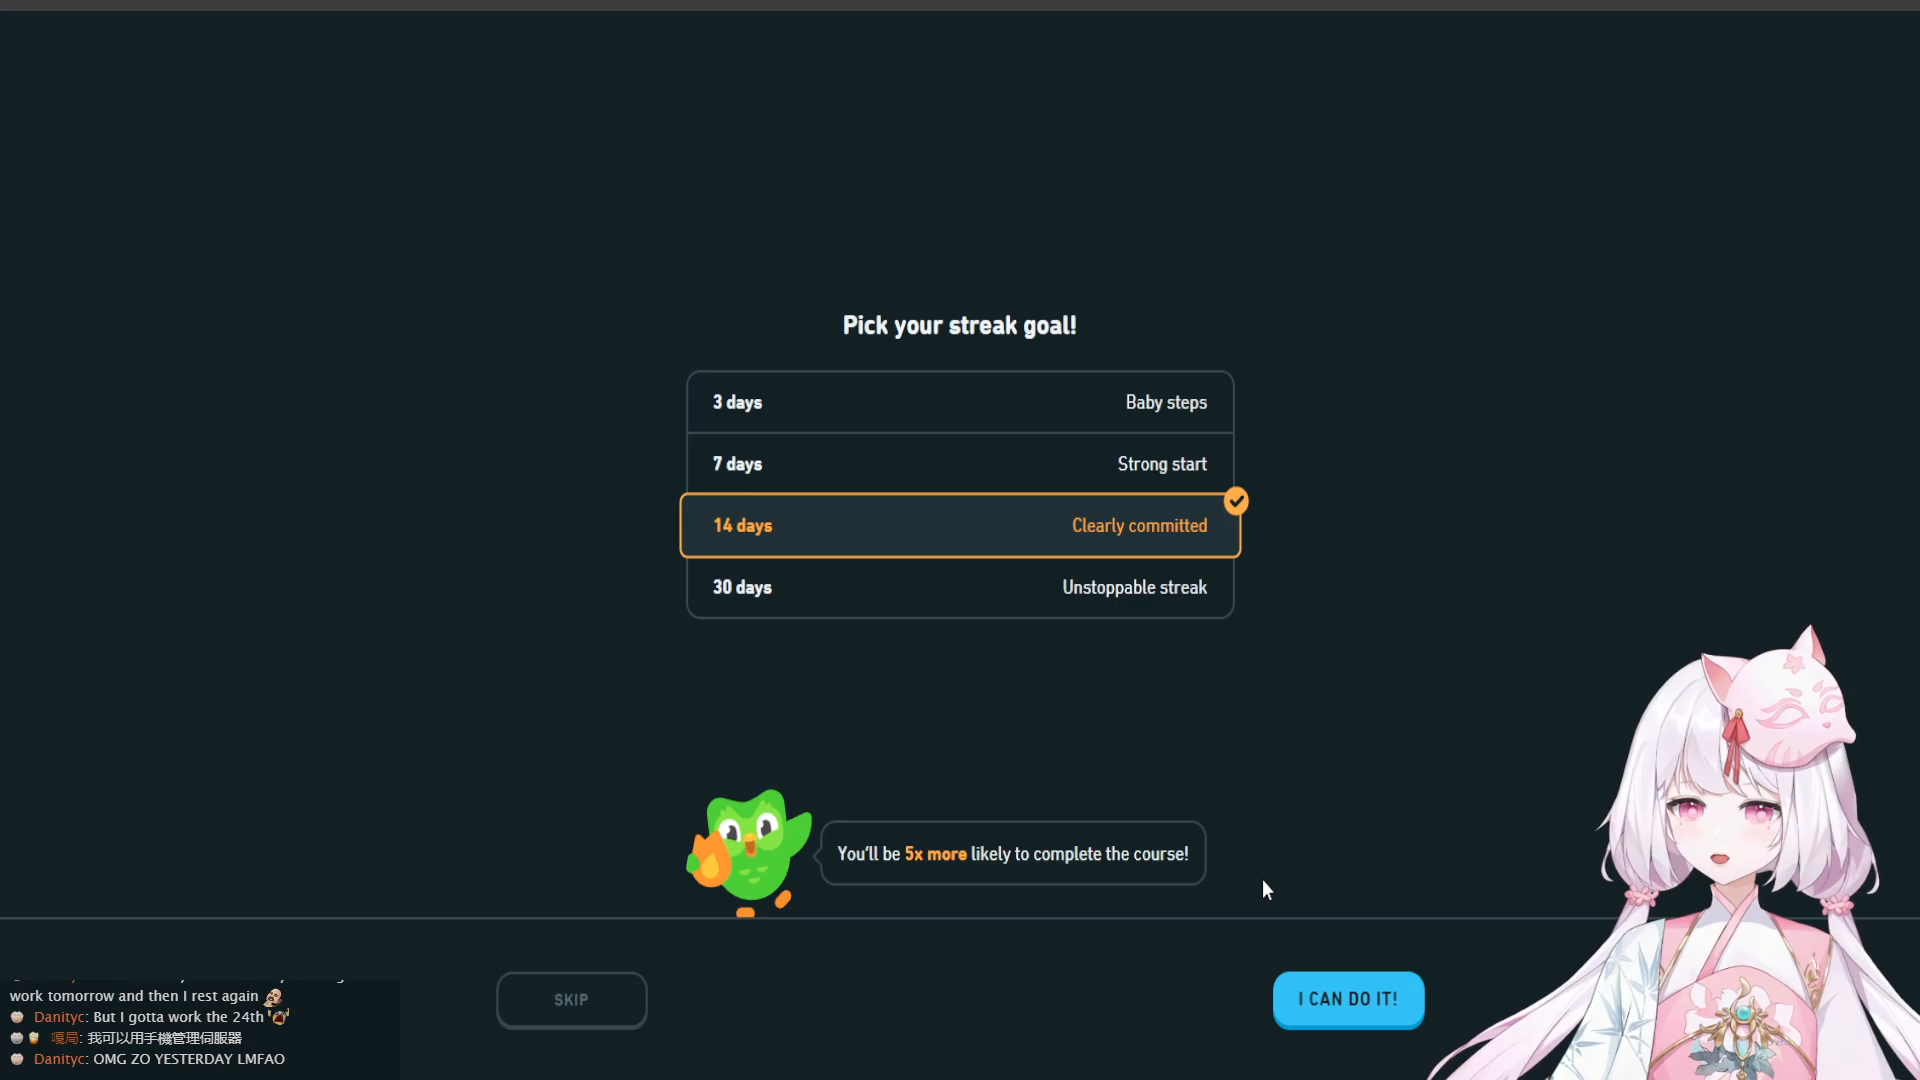 Pick your streak goal!
3 days Baby steps
7 days Strong start
14 days Clearly committed
30 days Unstoppable streak
You'll be 5x more likely to complete the course!
SKIP
I CAN DO IT!
work tomorrow and then I rest again
Danityc: But I gotta work the 24th
嘎局: 我可以用手機管理伺服器
Danityc: OMG ZO YESTERDAY LMFAO